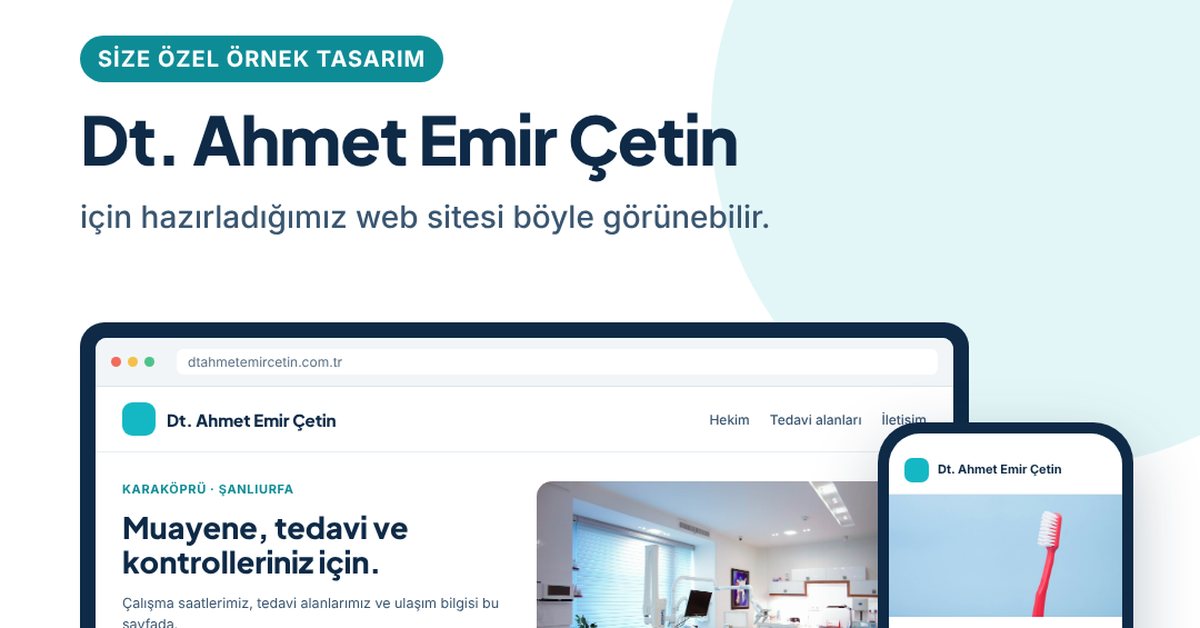 SİZE ÖZEL ÖRNEK TASARIM
Dt. Ahmet Emir Çetin
için hazırladığımız web sitesi böyle görünebilir.
dtahmetemircetin.com.tr
Dt. Ahmet Emir Çetin
Hekim Tedavi alanları İletişim
Dt. Ahmet Emir Çetin
KARAKÖPRÜ · ŞANLIURFA
Muayene, tedavi ve
kontrolleriniz için.
Çalışma saatlerimiz, tedavi alanlarımız ve ulaşım bilgisi bu
sayfada.